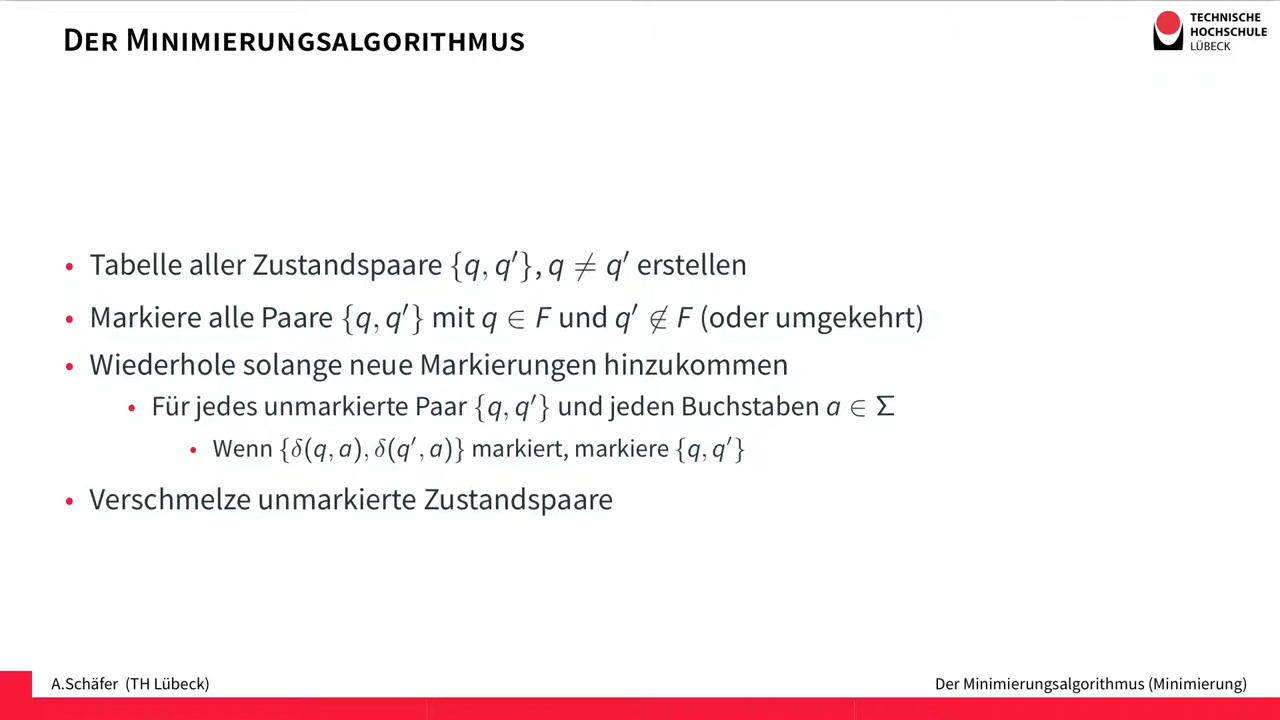 Der Minimierungsalgorithmus
TECHNISCHE
HOCHSCHULE
LÜBECK
• Tabelle aller Zustandspaare {q, q′}, q ≠ q′ erstellen
• Markiere alle Paare {q, q′} mit q ∈ F und q′ ∉ F (oder umgekehrt)
• Wiederhole solange neue Markierungen hinzukommen
• Für jedes unmarkierte Paar {q, q′} und jeden Buchstaben a ∈ Σ
• Wenn {δ(q, a), δ(q′, a)} markiert, markiere {q, q′}
• Verschmelze unmarkierte Zustandspaare
A.Schäfer (TH Lübeck)
Der Minimierungsalgorithmus (Minimierung)